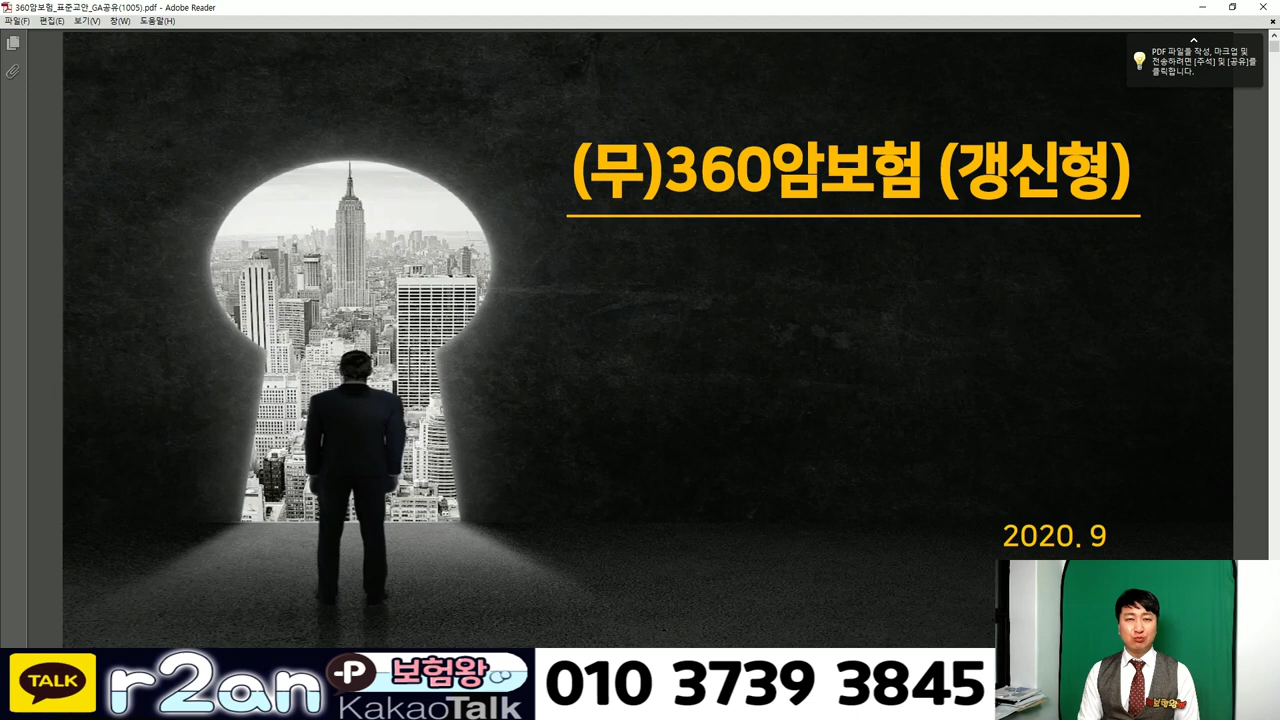 360암보험_표준교안_GA공유(1005).pdf - Adobe Reader
파일(F) 편집(E) 보기(V) 창(W) 도움말(H)
PDF 파일을 작성, 마크업 및
전송하려면 [주석] 및 [공유]를
클릭합니다.
(무)360암보험 (갱신형)
2020. 9
TALK
r2an
P 보험왕
KakaoTalk
010 3739 3845